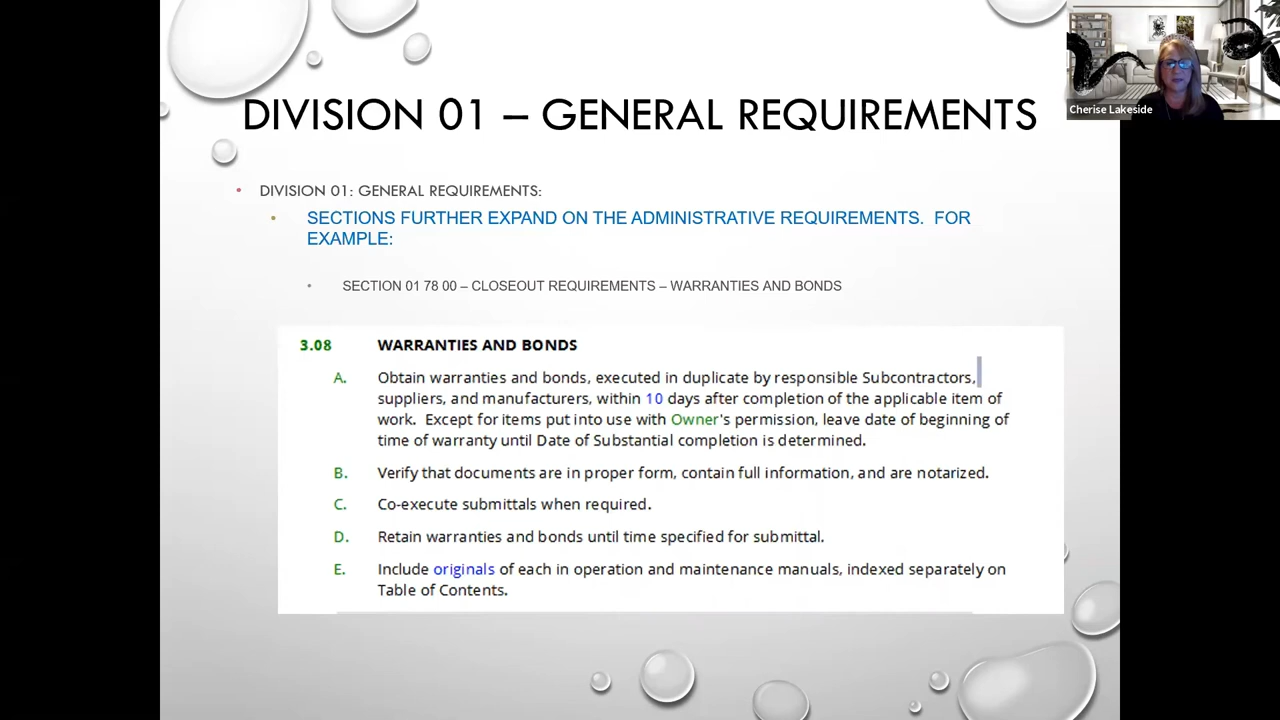 DIVISION 01 – GENERAL REQUIREMENTS
Cherise Lakeside
• DIVISION 01: GENERAL REQUIREMENTS:
• SECTIONS FURTHER EXPAND ON THE ADMINISTRATIVE REQUIREMENTS. FOR
EXAMPLE:
• SECTION 01 78 00 – CLOSEOUT REQUIREMENTS – WARRANTIES AND BONDS
3.08 WARRANTIES AND BONDS
A. Obtain warranties and bonds, executed in duplicate by responsible Subcontractors,
suppliers, and manufacturers, within 10 days after completion of the applicable item of
work. Except for items put into use with Owner's permission, leave date of beginning of
time of warranty until Date of Substantial completion is determined.
B. Verify that documents are in proper form, contain full information, and are notarized.
C. Co-execute submittals when required.
D. Retain warranties and bonds until time specified for submittal.
E. Include originals of each in operation and maintenance manuals, indexed separately on
Table of Contents.